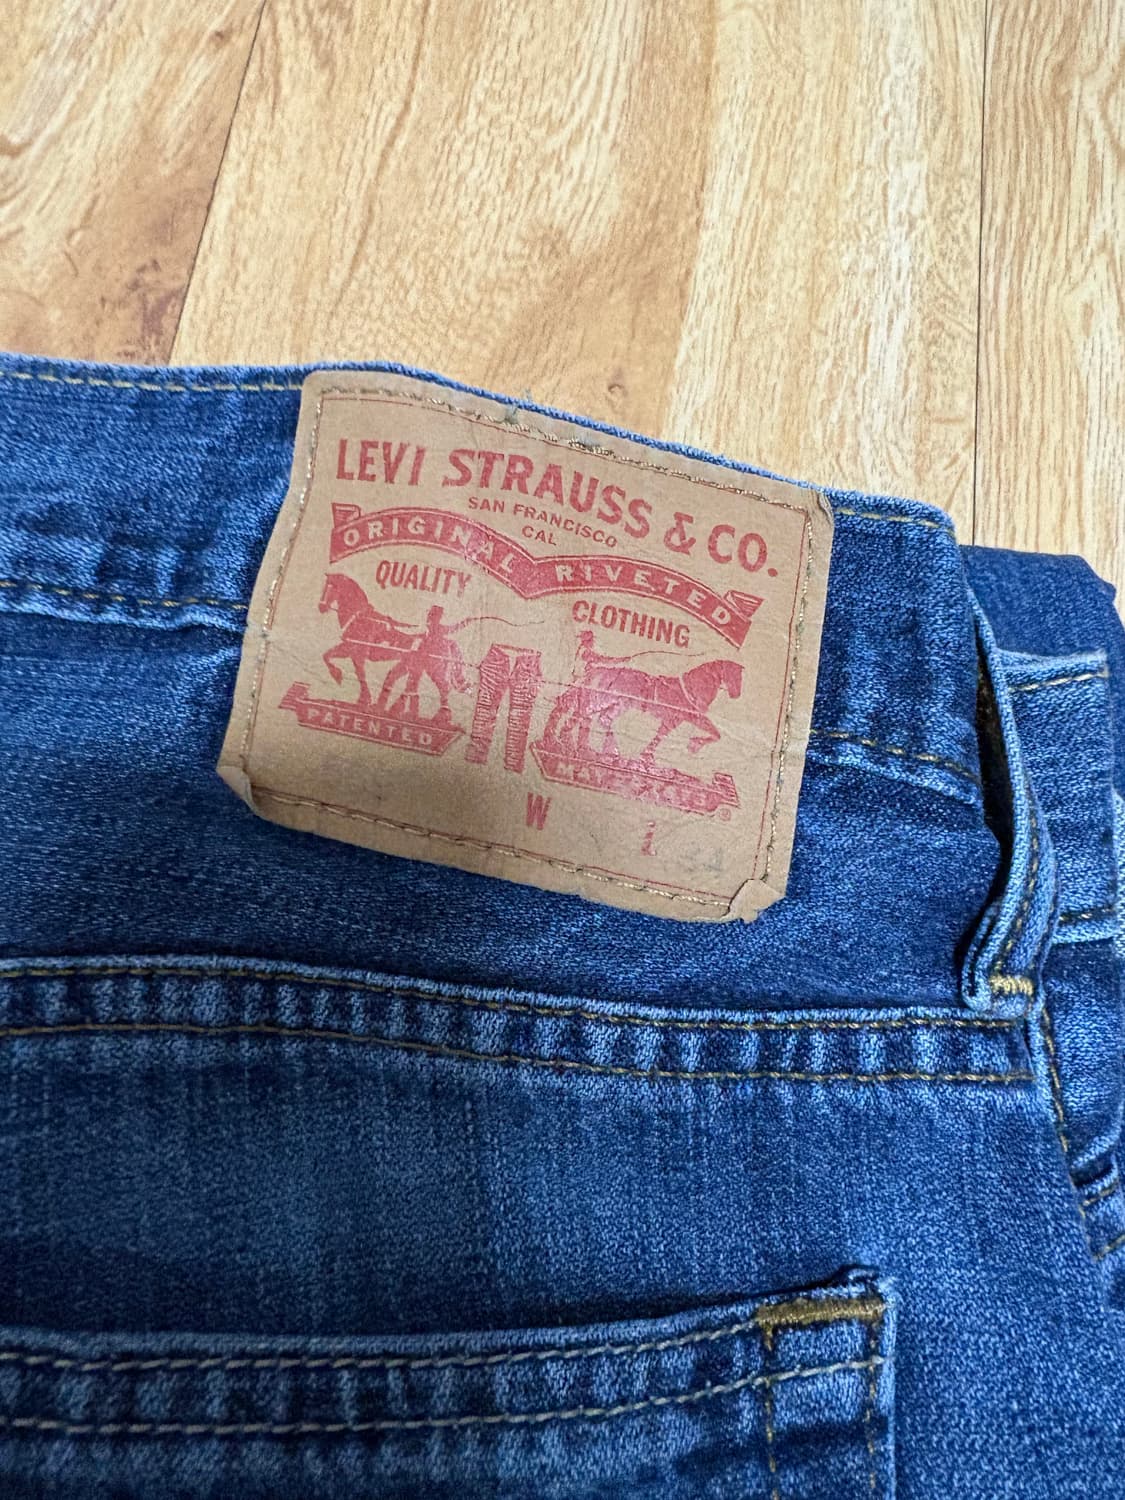 LEVI STRAUSS & CO.
SAN FRANCISCO
CAL
ORIGINAL RIVETED
QUALITY CLOTHING
PATENTED
W L